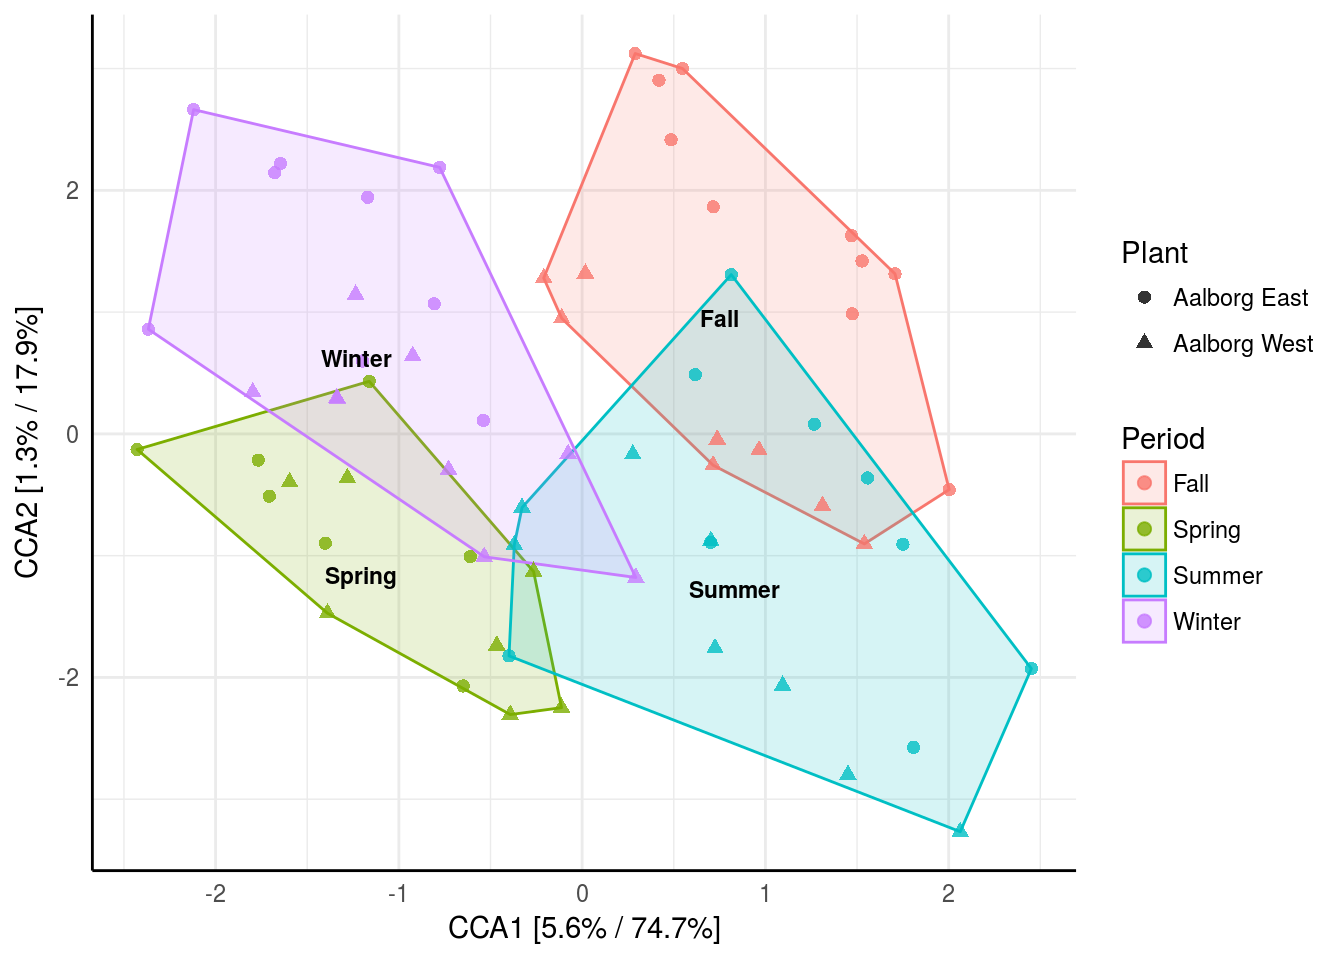 2
0
-2
-2
-1
0
1
2
CCA2 [1.3% / 17.9%]
CCA1 [5.6% / 74.7%]
Fall
Winter
Spring
Summer
Plant
Aalborg East
Aalborg West
Period
Fall
Spring
Summer
Winter